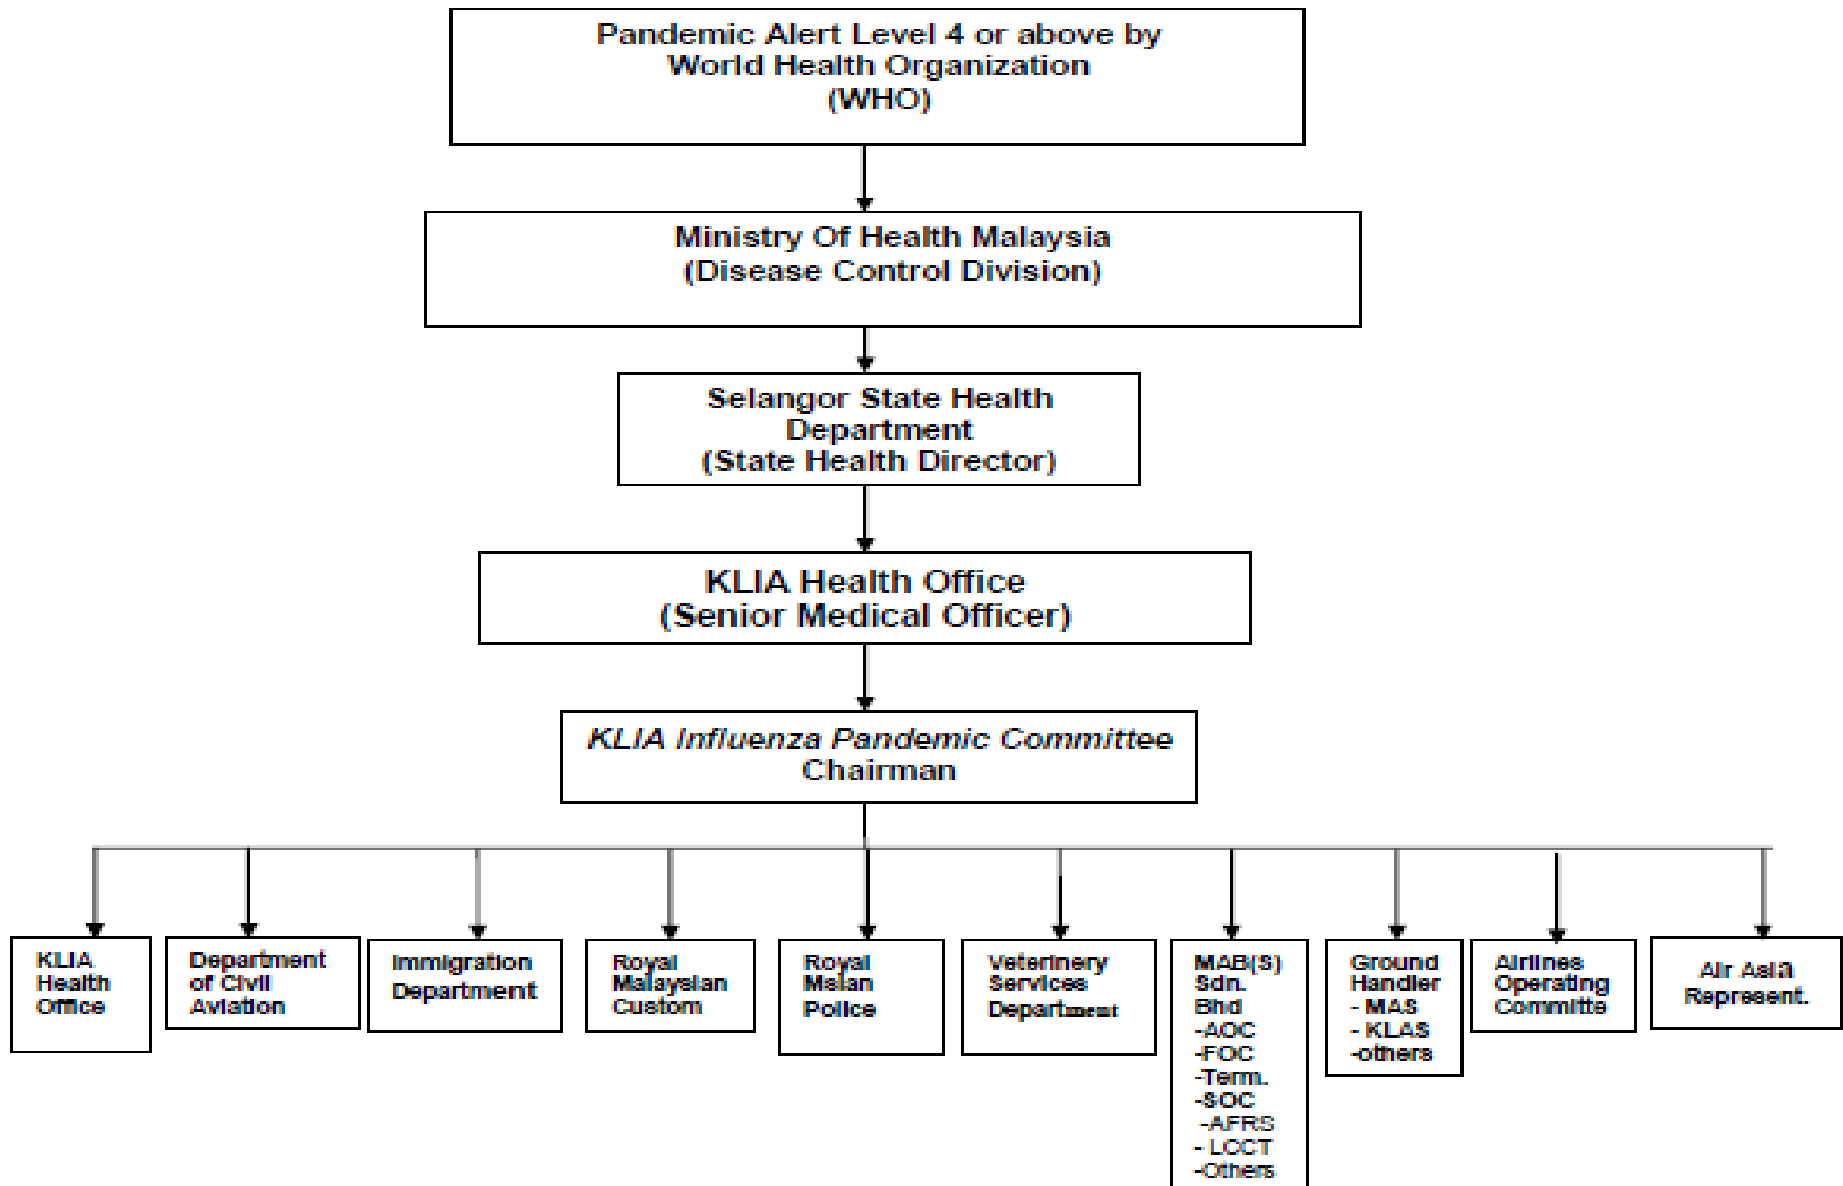 Pandemic Alert Level 4 or above by
World Health Organization
(WHO)
Ministry Of Health Malaysia
(Disease Control Division)
Selangor State Health
Department
(State Health Director)
KLIA Health Office
(Senior Medical Officer)
KLIA Influenza Pandemic Committee
Chairman
KLIA
Health
Office
Department
of Civil
Aviation
Immigration
Department
Royal
Malaysian
Custom
Royal
Msian
Police
Veterinery
Services
Department
MAB(S)
Sdn.
Bhd
-AOC
-FOC
-Term.
-SOC
-AFRS
- LCCT
-Others
Ground
Handler
- MAS
- KLAS
-others
Airlines
Operating
Committe
Air Asia
Represent.